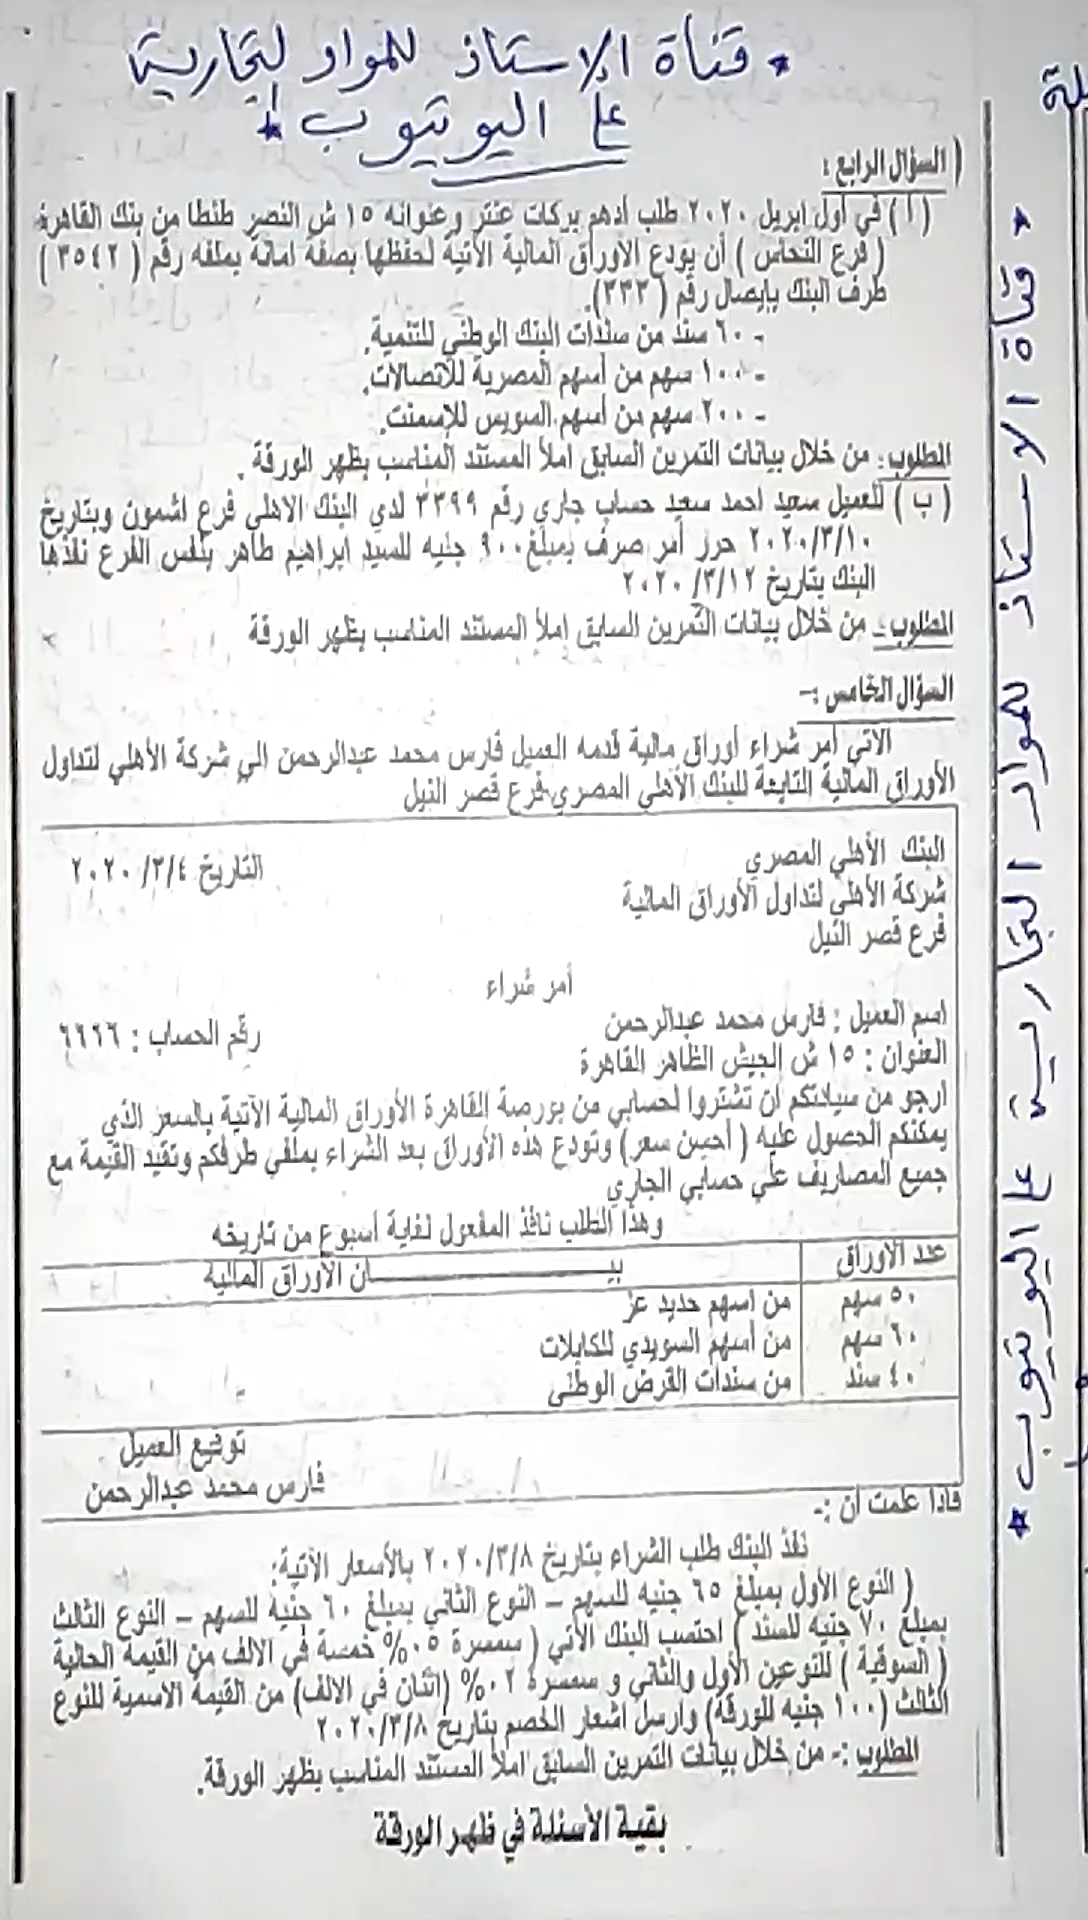 * قناة الاستاذ للمواد التجارية
على اليوتيوب *
السؤال الرابع :
( أ ) في أول ابريل ٢٠٢٠ طلب أدهم بركات عنتر وعنوانه ١٥ ش النصر طنطا من بنك القاهرة
( فرع النحاس ) أن يودع الأوراق المالية الآتية لحفظها بصفة امانة بملفه رقم ( ٣٥٤٢ )
طرف البنك بإيصال رقم ( ٣٣٢).
- ٦٠ سند من سندات البنك الوطني للتنمية.
- ١٠٠ سهم من أسهم المصرية للاتصالات.
- ٢٠٠ سهم من أسهم السويس للإسمنت.
المطلوب: من خلال بيانات التمرين السابق املأ المستند المناسب بظهر الورقة .
( ب ) للعميل سعيد احمد سعيد حساب جاري رقم ٣٣٩٩ لدي البنك الاهلي فرع اشمون وبتاريخ
٢٠٢٠/٣/١٠ حرر أمر صرف بمبلغ ٩٠٠ جنيه للسيد ابراهيم طاهر بنفس الفرع نفذها
البنك بتاريخ ٢٠٢٠/٣/١٢
المطلوب:- من خلال بيانات التمرين السابق املأ المستند المناسب بظهر الورقة
السؤال الخامس :-
الاتي أمر شراء أوراق مالية قدمه العميل فارس محمد عبدالرحمن الي شركة الأهلي لتداول
الأوراق المالية التابعة للبنك الأهلي المصري فرع قصر النيل
البنك الأهلي المصري
التاريخ ٢٠٢٠/٣/٤
شركة الأهلي لتداول الأوراق المالية
فرع قصر النيل
أمر شراء
اسم العميل : فارس محمد عبدالرحمن
رقم الحساب : ٦٦٢٦
العنوان : ١٥ ش الجيش الظاهر القاهرة
ارجو من سيادتكم ان تشتروا لحسابي من بورصة القاهرة الأوراق المالية الآتية بالسعر الذي
يمكنكم الحصول عليه ( أحسن سعر) وتودع هذه الأوراق بعد الشراء بملفي طرفكم وتقيد القيمة مع
جميع المصاريف علي حسابي الجاري
وهذا الطلب نافذ المفعول لغاية أسبوع من تاريخه
عدد الأوراق بيـــــــان الأوراق المالية
٥٠ سهم من أسهم حديد عز
٦٠ سهم من أسهم السويدي للكابلات
٤٠ سند من سندات القرض الوطنى
توقيع العميل
فارس محمد عبدالرحمن
فاذا علمت أن :-
نفذ البنك طلب الشراء بتاريخ ٢٠٢٠/٣/٨ بالأسعار الآتية:
( النوع الأول بمبلغ ٦٥ جنيه للسهم – النوع الثاني بمبلغ ٦٠ جنيه للسهم – النوع الثالث
بمبلغ ٧٠ جنيه للسند ) احتسب البنك الآتي ( سمسرة ٠٥% خمسة في الالف من القيمة الحالية
( السوقية ) للنوعين الأول والثاني و سمسرة ٠٢% (اثنان في الالف) من القيمة الاسمية للنوع
الثالث (١٠٠ جنيه للورقة) وارسل اشعار الخصم بتاريخ ٢٠٢٠/٣/٨
المطلوب :- من خلال بيانات التمرين السابق املأ المستند المناسب بظهر الورقة.
بقية الأسئلة في ظهر الورقة
* قناة الاستاذ للمواد التجارية على اليوتيوب *